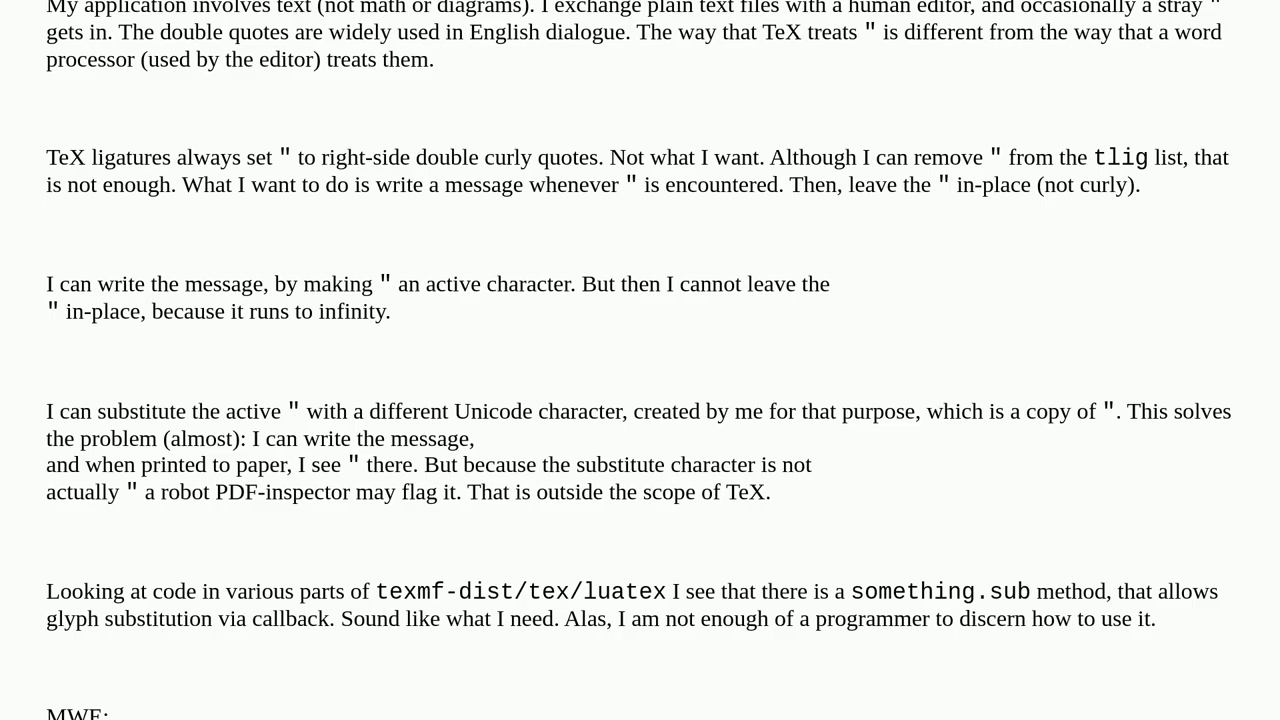 My application involves text (not math or diagrams). I exchange plain text files with a human editor, and occasionally a stray "
gets in. The double quotes are widely used in English dialogue. The way that TeX treats " is different from the way that a word
processor (used by the editor) treats them.
TeX ligatures always set " to right-side double curly quotes. Not what I want. Although I can remove " from the tlig list, that
is not enough. What I want to do is write a message whenever " is encountered. Then, leave the " in-place (not curly).
I can write the message, by making " an active character. But then I cannot leave the
" in-place, because it runs to infinity.
I can substitute the active " with a different Unicode character, created by me for that purpose, which is a copy of ". This solves
the problem (almost): I can write the message,
and when printed to paper, I see " there. But because the substitute character is not
actually " a robot PDF-inspector may flag it. That is outside the scope of TeX.
Looking at code in various parts of texmf-dist/tex/luatex I see that there is a something.sub method, that allows
glyph substitution via callback. Sound like what I need. Alas, I am not enough of a programmer to discern how to use it.
MWE: